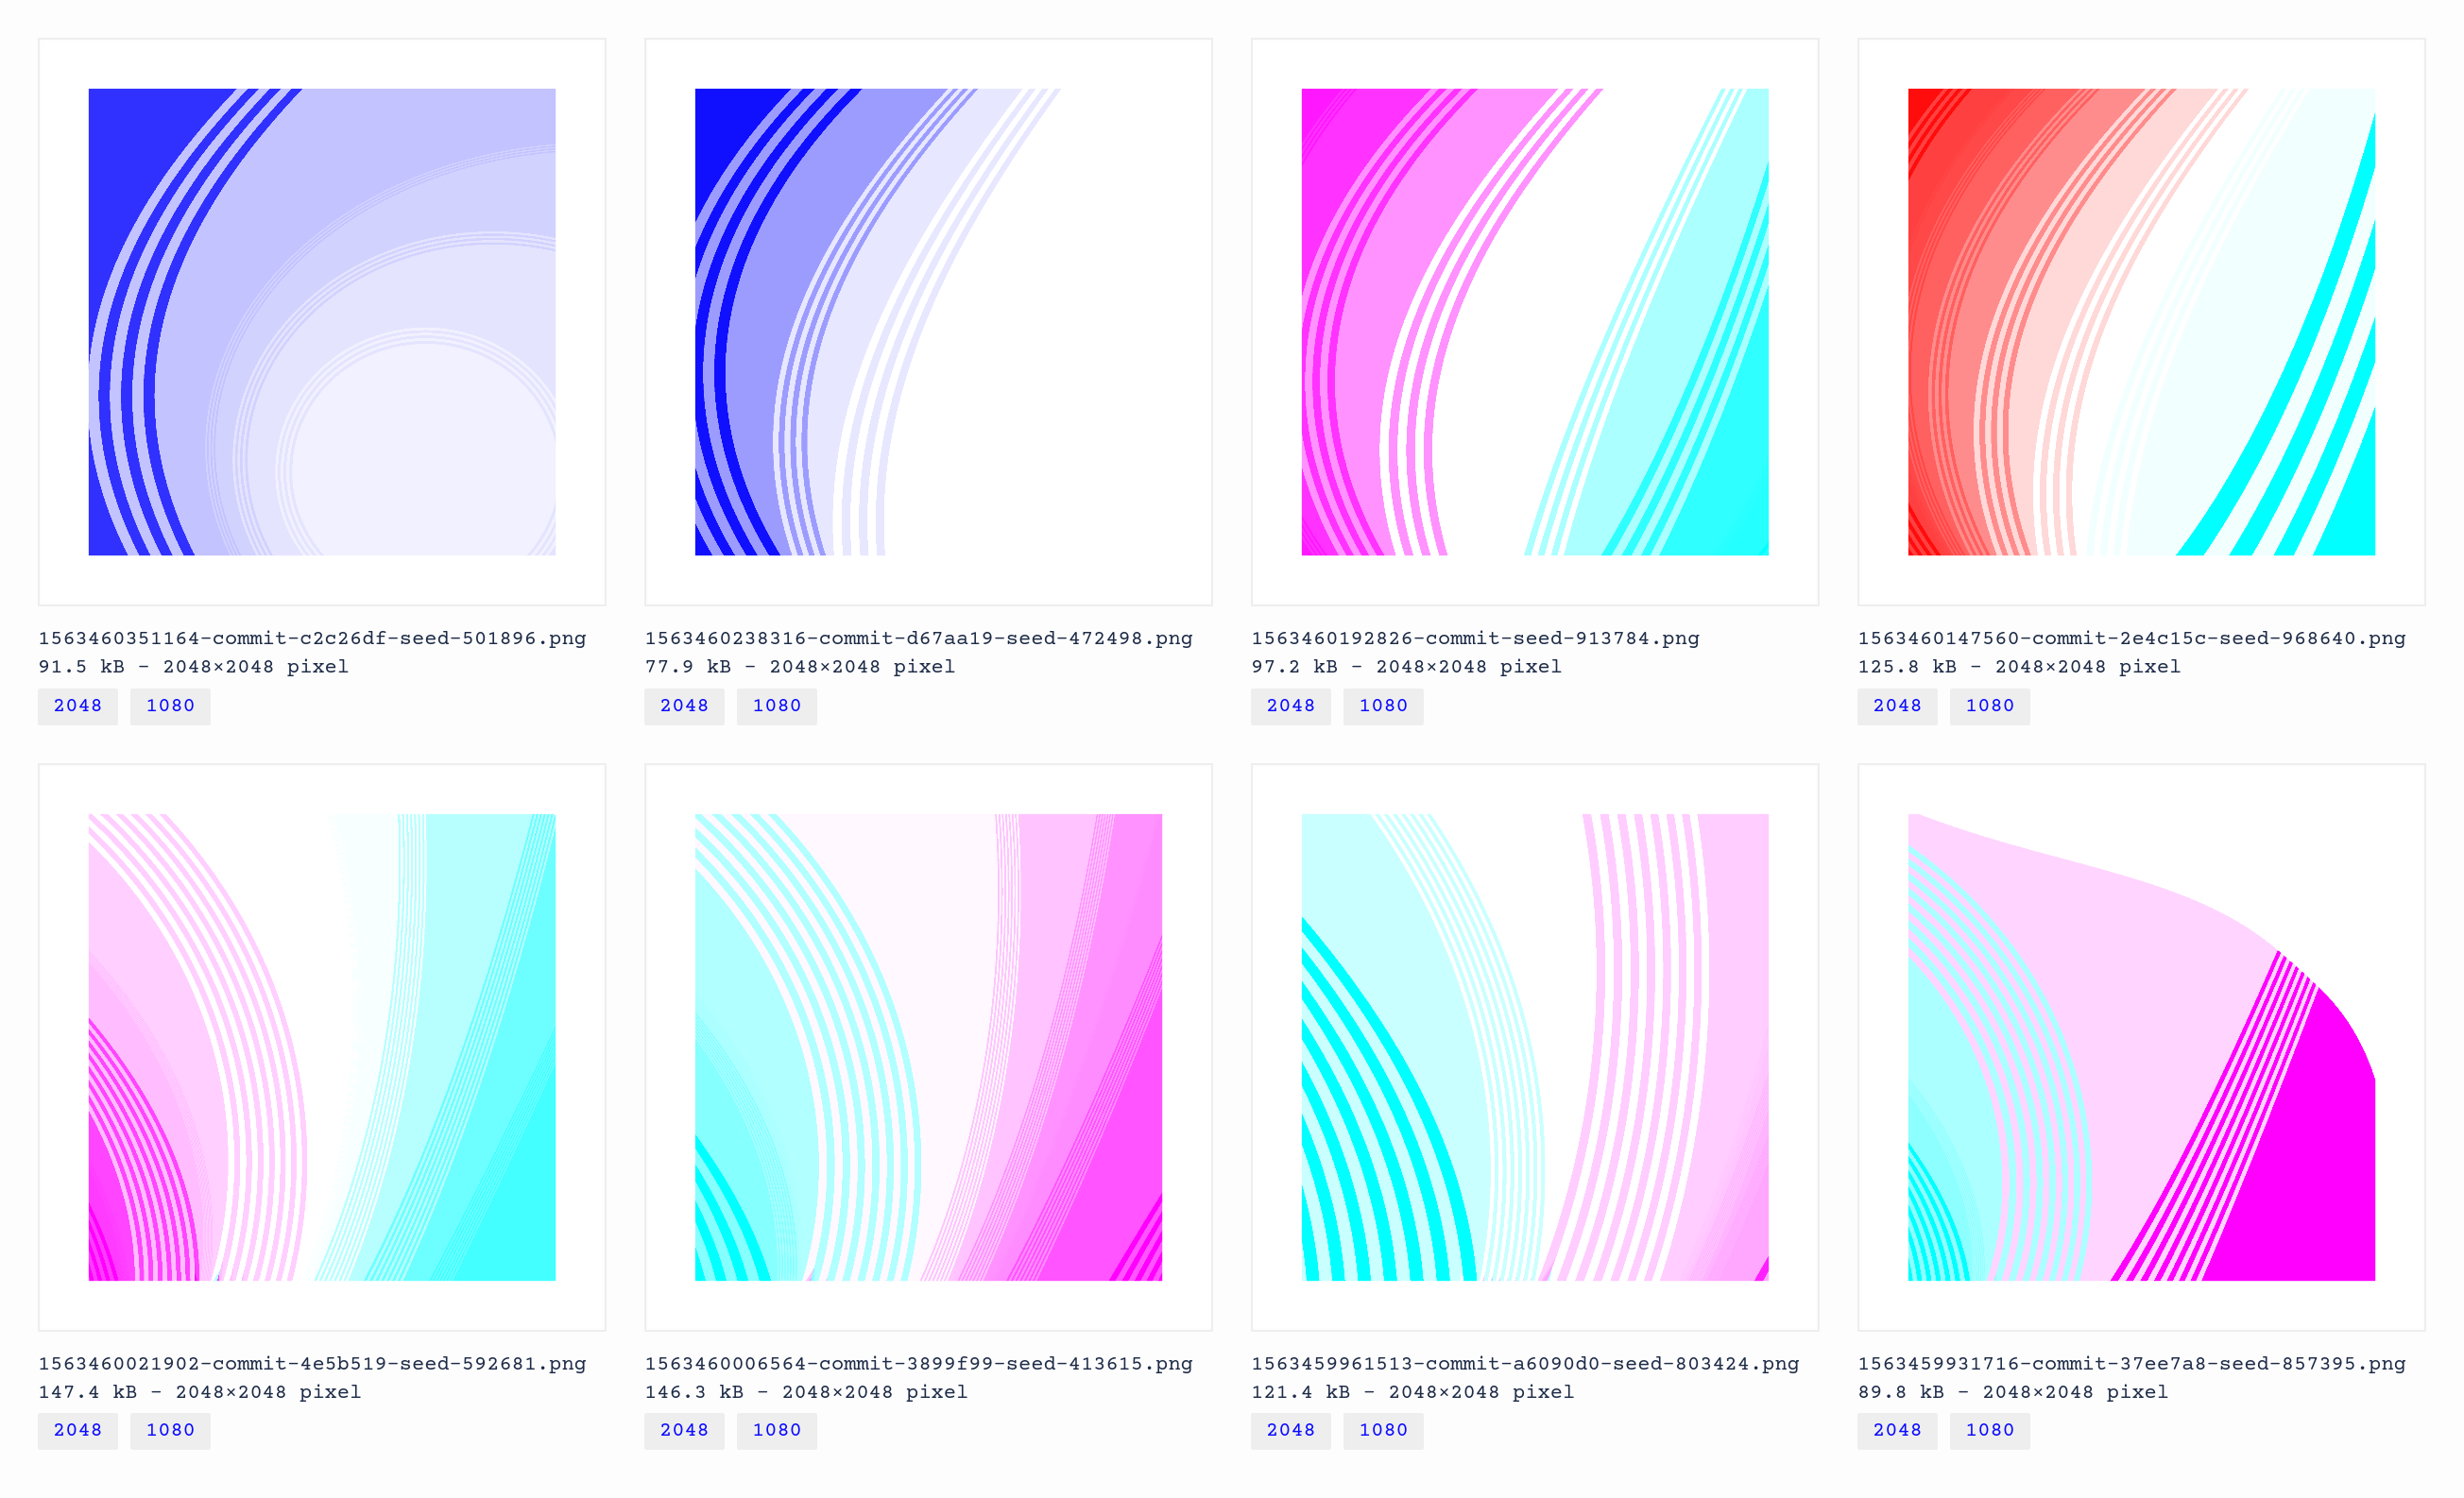 1563460351164-commit-c2c26df-seed-501896.png
91.5 kB - 2048×2048 pixel
2048 1080
1563460238316-commit-d67aa19-seed-472498.png
77.9 kB - 2048×2048 pixel
2048 1080
1563460192826-commit-seed-913784.png
97.2 kB - 2048×2048 pixel
2048 1080
1563460147560-commit-2e4c15c-seed-968640.png
125.8 kB - 2048×2048 pixel
2048 1080
1563460021902-commit-4e5b519-seed-592681.png
147.4 kB - 2048×2048 pixel
2048 1080
1563460006564-commit-3899f99-seed-413615.png
146.3 kB - 2048×2048 pixel
2048 1080
1563459961513-commit-a6090d0-seed-803424.png
121.4 kB - 2048×2048 pixel
2048 1080
1563459931716-commit-37ee7a8-seed-857395.png
89.8 kB - 2048×2048 pixel
2048 1080